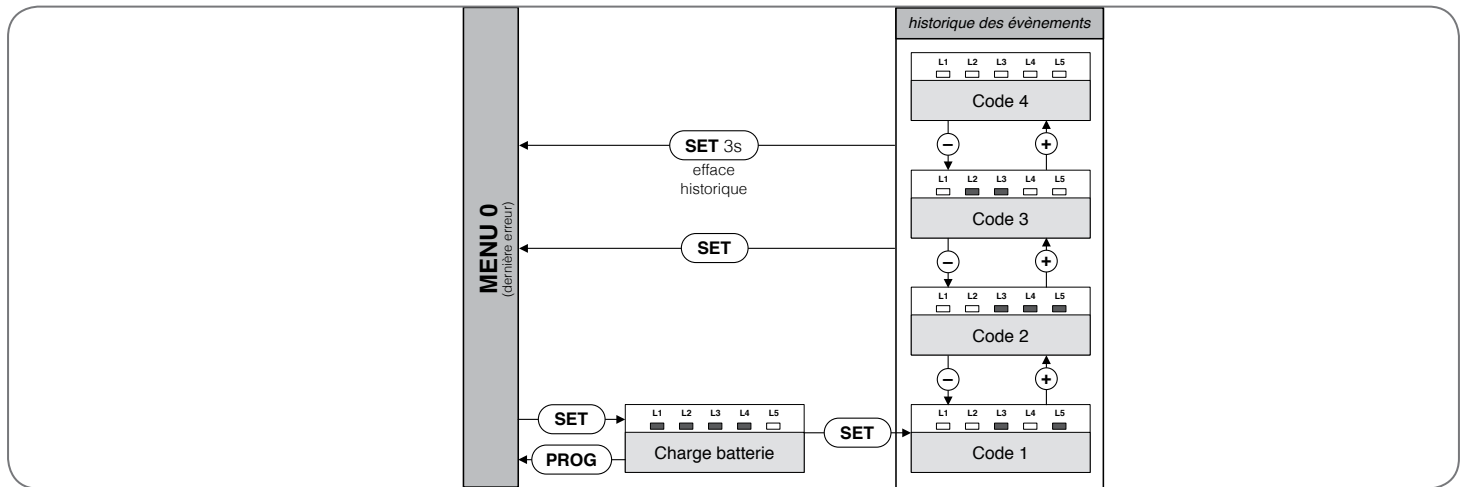 historique des évènements
L1 L2 L3 L4 L5
Code 4
SET 3s
efface
historique
− +
L1 L2 L3 L4 L5
Code 3
MENU 0
(dernière erreur)
SET
− +
L1 L2 L3 L4 L5
Code 2
− +
SET
L1 L2 L3 L4 L5
Charge batterie
PROG
SET
L1 L2 L3 L4 L5
Code 1